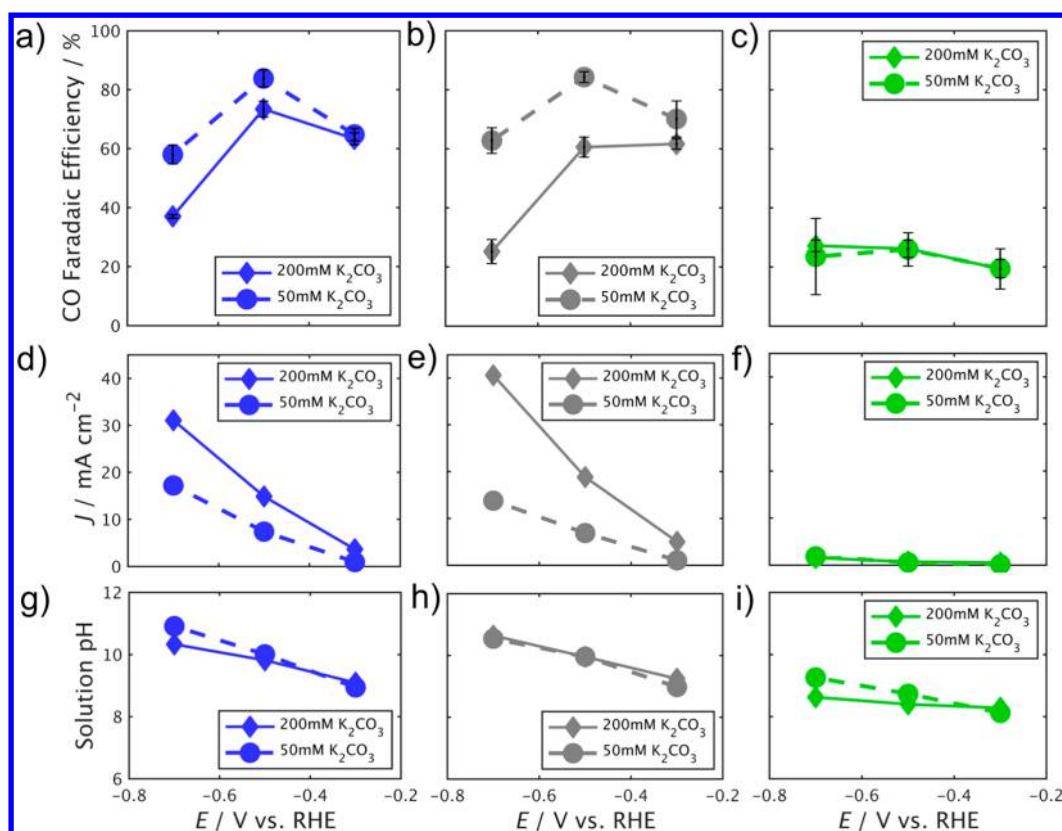 a)
b)
c)
CO Faradaic Efficiency / %
100
80
60
40
20
0
200mM K₂CO₃
50mM K₂CO₃
200mM K₂CO₃
50mM K₂CO₃
200mM K₂CO₃
50mM K₂CO₃
d)
e)
f)
J / mA cm⁻²
40
30
20
10
0
200mM K₂CO₃
50mM K₂CO₃
200mM K₂CO₃
50mM K₂CO₃
200mM K₂CO₃
50mM K₂CO₃
g)
h)
i)
Solution pH
12
10
8
6
200mM K₂CO₃
50mM K₂CO₃
200mM K₂CO₃
50mM K₂CO₃
200mM K₂CO₃
50mM K₂CO₃
−0.8 −0.6 −0.4 −0.2
−0.8 −0.6 −0.4 −0.2
−0.8 −0.6 −0.4 −0.2
E / V vs. RHE
E / V vs. RHE
E / V vs. RHE